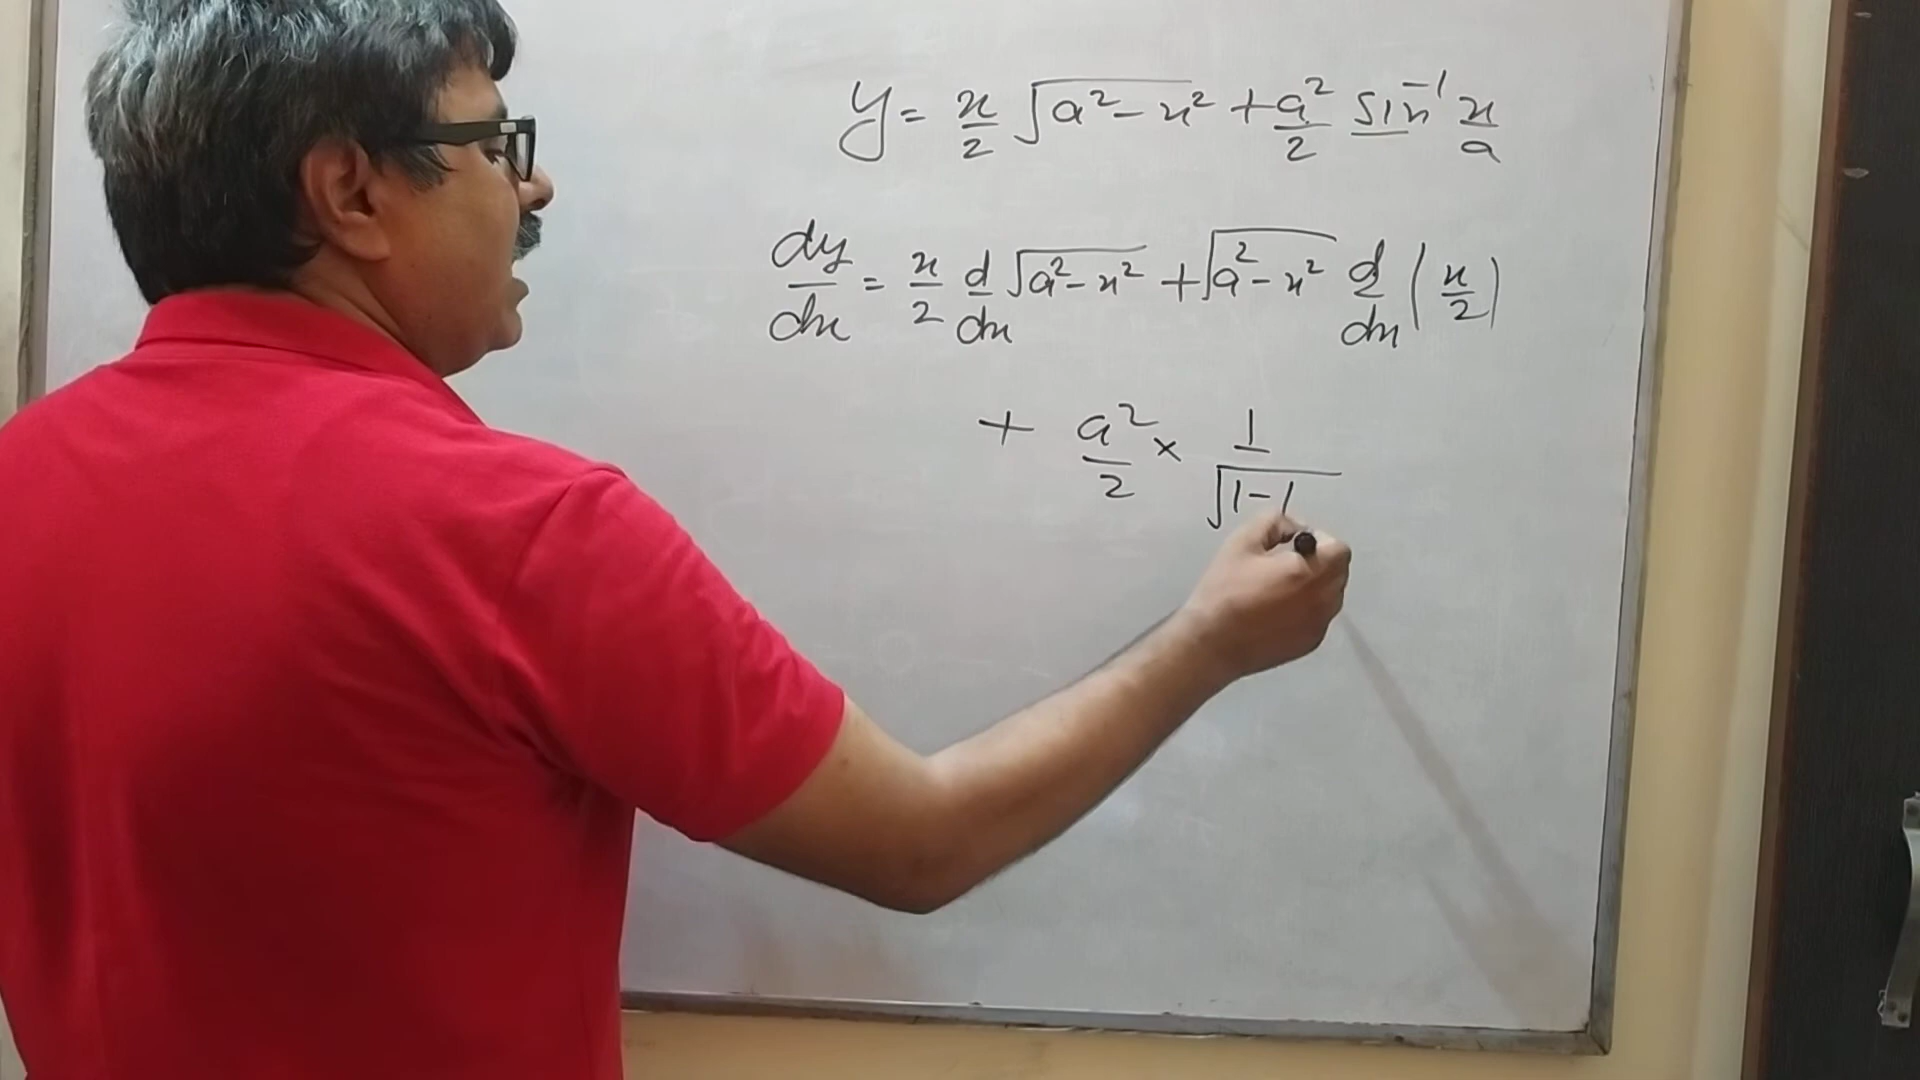 y = x/2 √(a² - x²) + a²/2 sin⁻¹ x/a
dy/dx = x/2 d/dx √(a² - x²) + √(a² - x²) d/dx (x/2)
+ a²/2 × 1/√(1 - (